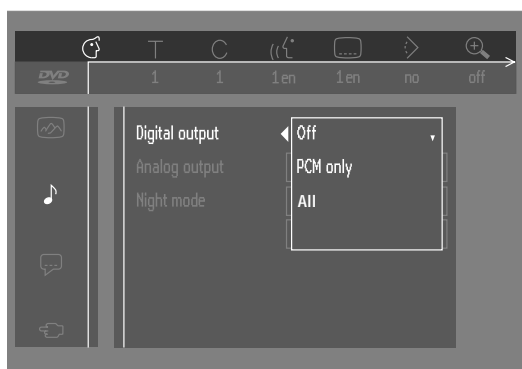 T C
DVD 1 1 1 en 1 en no off
Digital output Off
Analog output PCM only
Night mode All